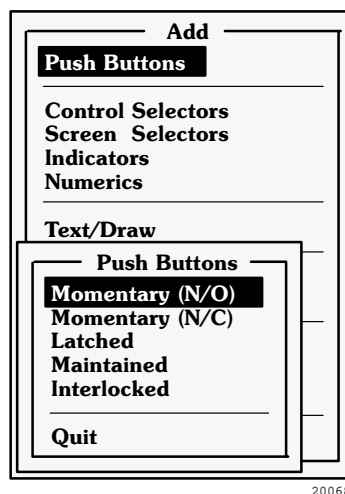 Add
Push Buttons
Control Selectors
Screen Selectors
Indicators
Numerics
Text/Draw
Push Buttons
Momentary (N/O)
Momentary (N/C)
Latched
Maintained
Interlocked
Quit
20068